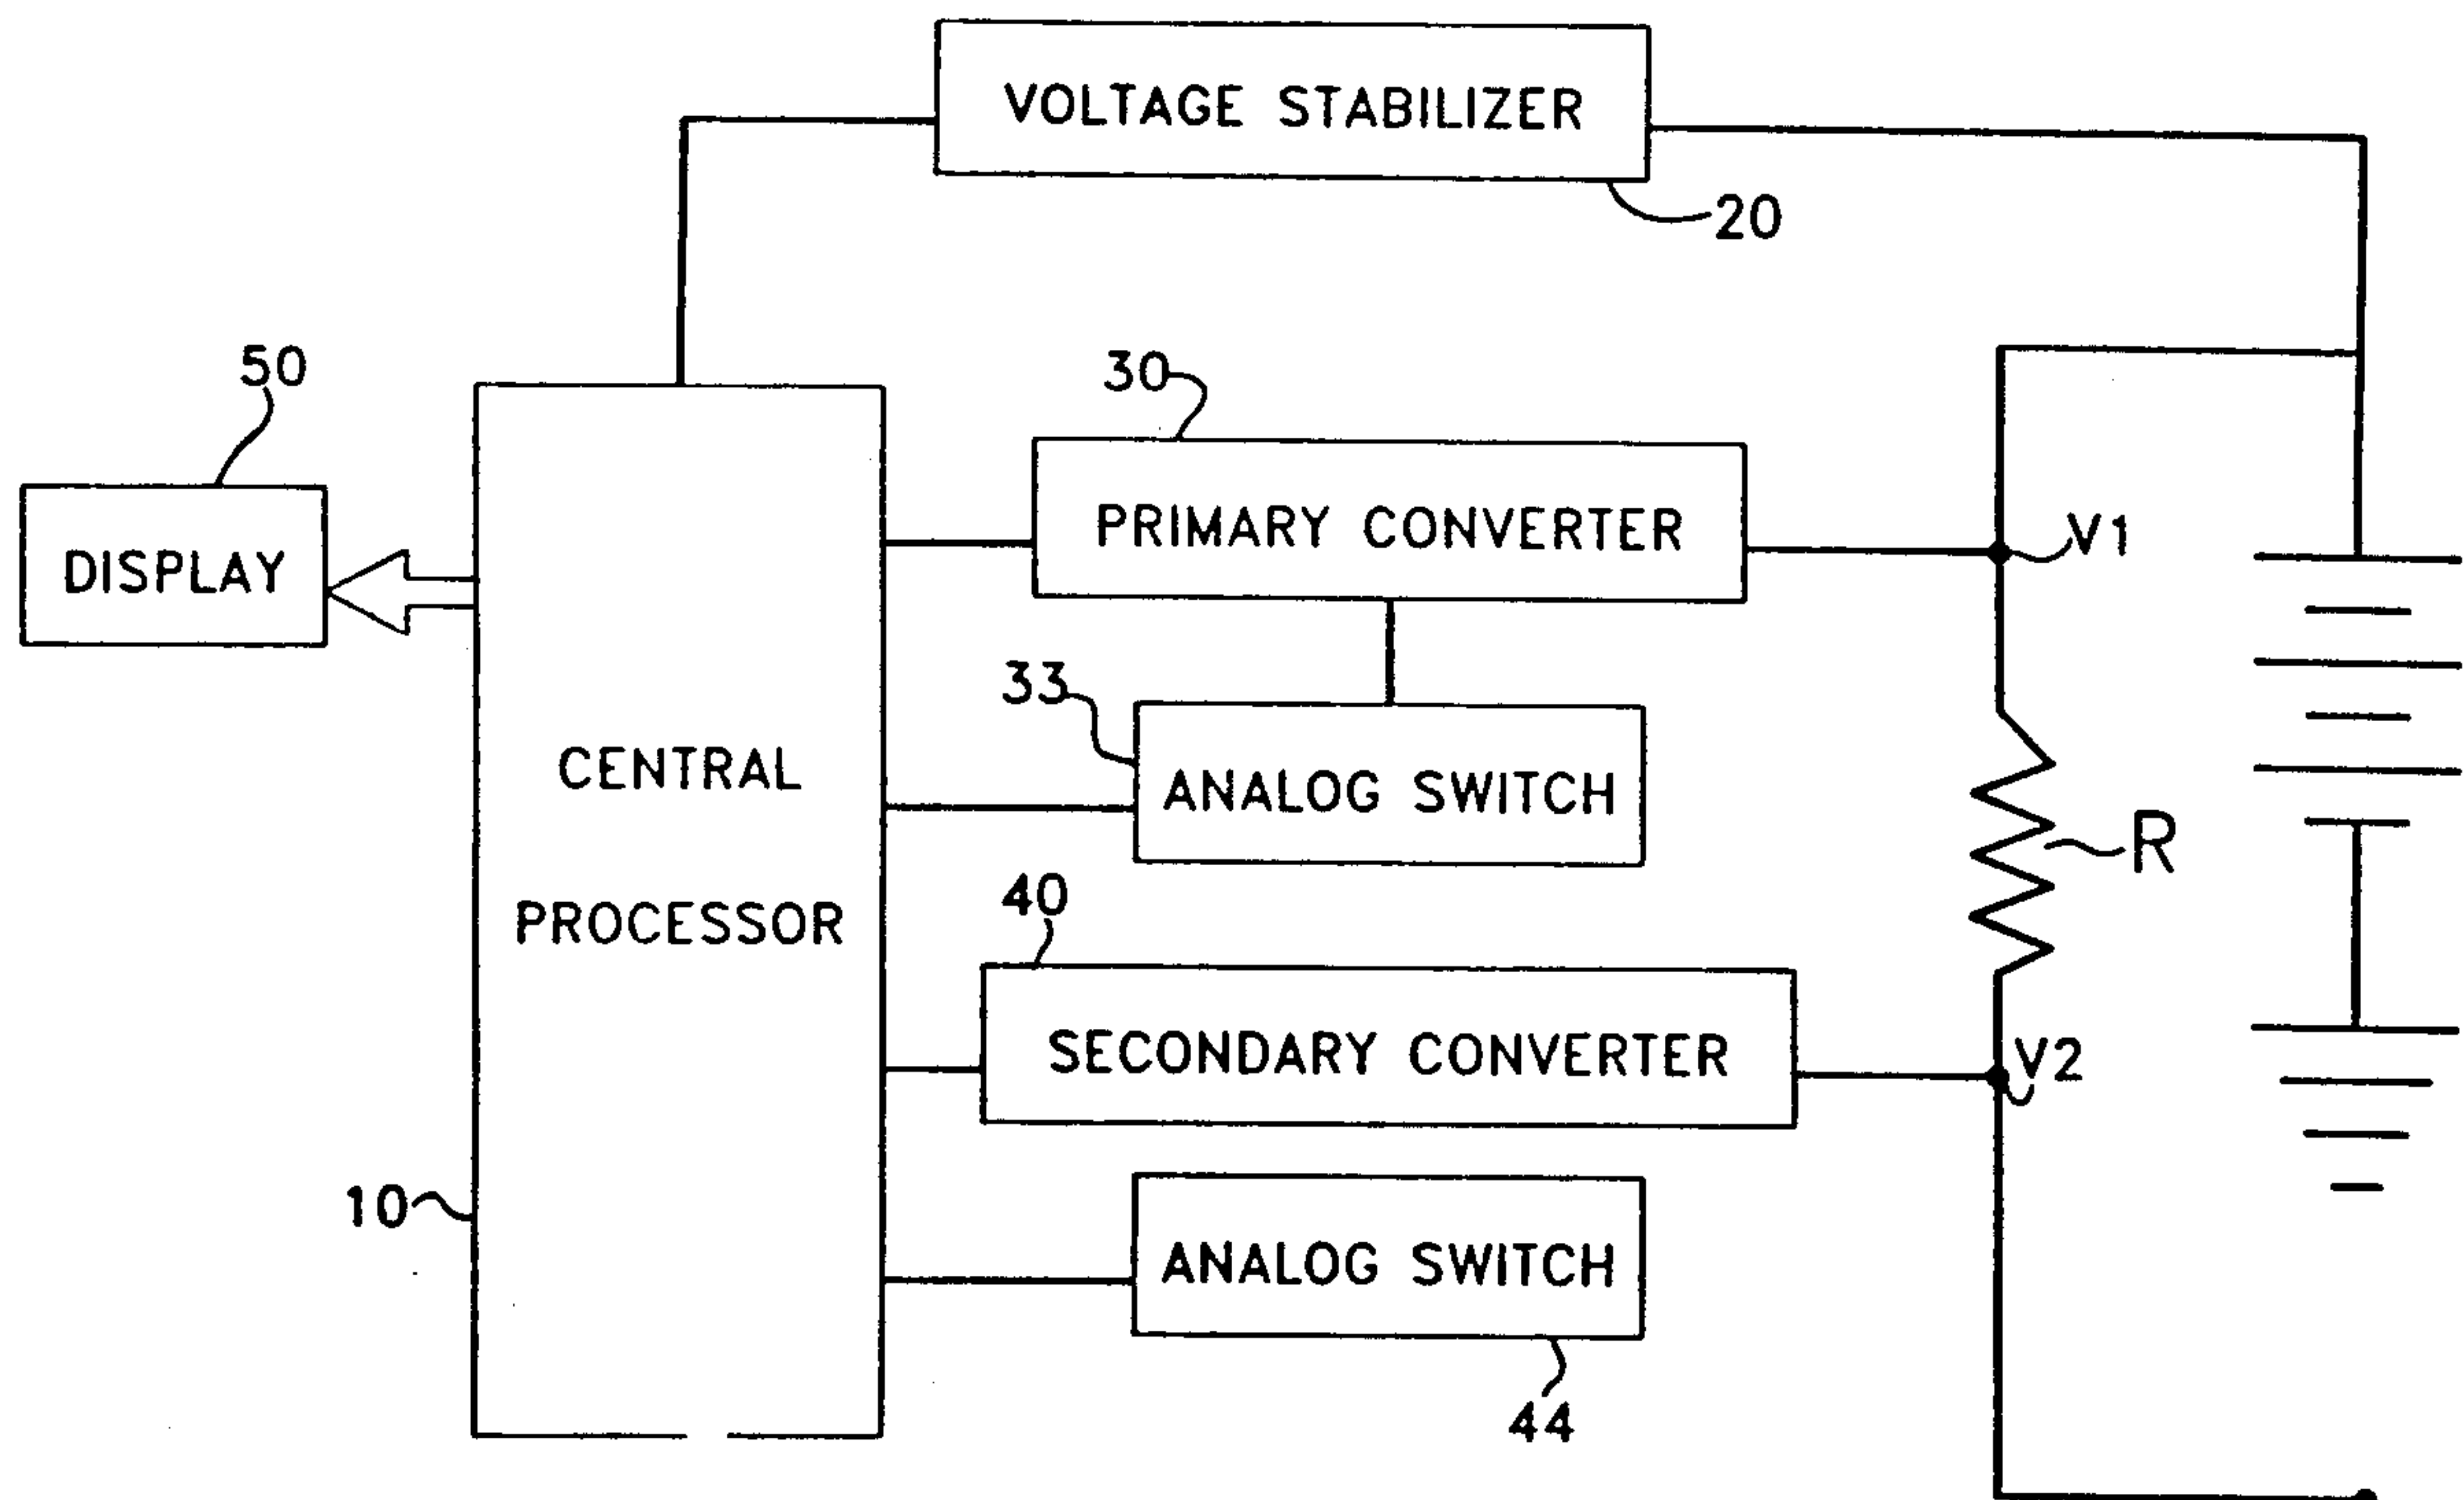 VOLTAGE STABILIZER
20
50
30
PRIMARY CONVERTER
V1
DISPLAY
33
CENTRAL
ANALOG SWITCH
R
40
PROCESSOR
SECONDARY CONVERTER
V2
10
ANALOG SWITCH
44